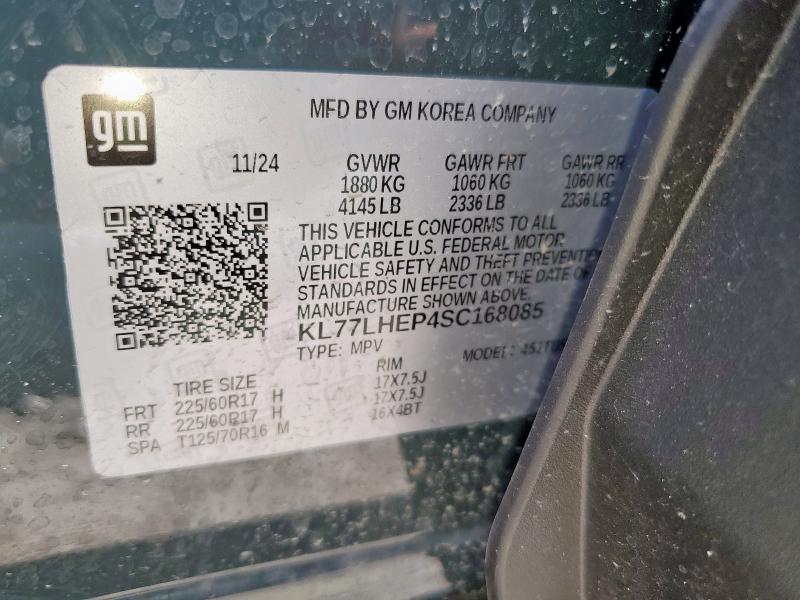 gm
MFD BY GM KOREA COMPANY
11/24 GVWR GAWR FRT GAWR RR
1880 KG 1060 KG 1060 KG
4145 LB 2336 LB 2336 LB
THIS VEHICLE CONFORMS TO ALL
APPLICABLE U.S. FEDERAL MOTOR
VEHICLE SAFETY AND THEFT PREVENTION
STANDARDS IN EFFECT ON THE DATE OF
MANUFACTURE SHOWN ABOVE.
KL77LHEP4SC168085
TYPE: MPV MODEL:
TIRE SIZE RIM
FRT 225/60R17 H 17X7.5J
RR 225/60R17 H 17X7.5J
SPA T125/70R16 M 16X4BT